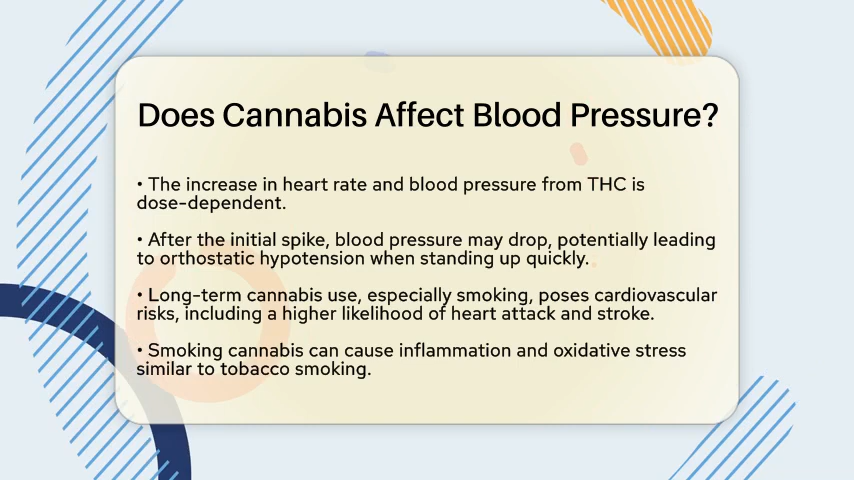 Does Cannabis Affect Blood Pressure?
• The increase in heart rate and blood pressure from THC is
dose-dependent.
• After the initial spike, blood pressure may drop, potentially leading
to orthostatic hypotension when standing up quickly.
• Long-term cannabis use, especially smoking, poses cardiovascular
risks, including a higher likelihood of heart attack and stroke.
• Smoking cannabis can cause inflammation and oxidative stress
similar to tobacco smoking.